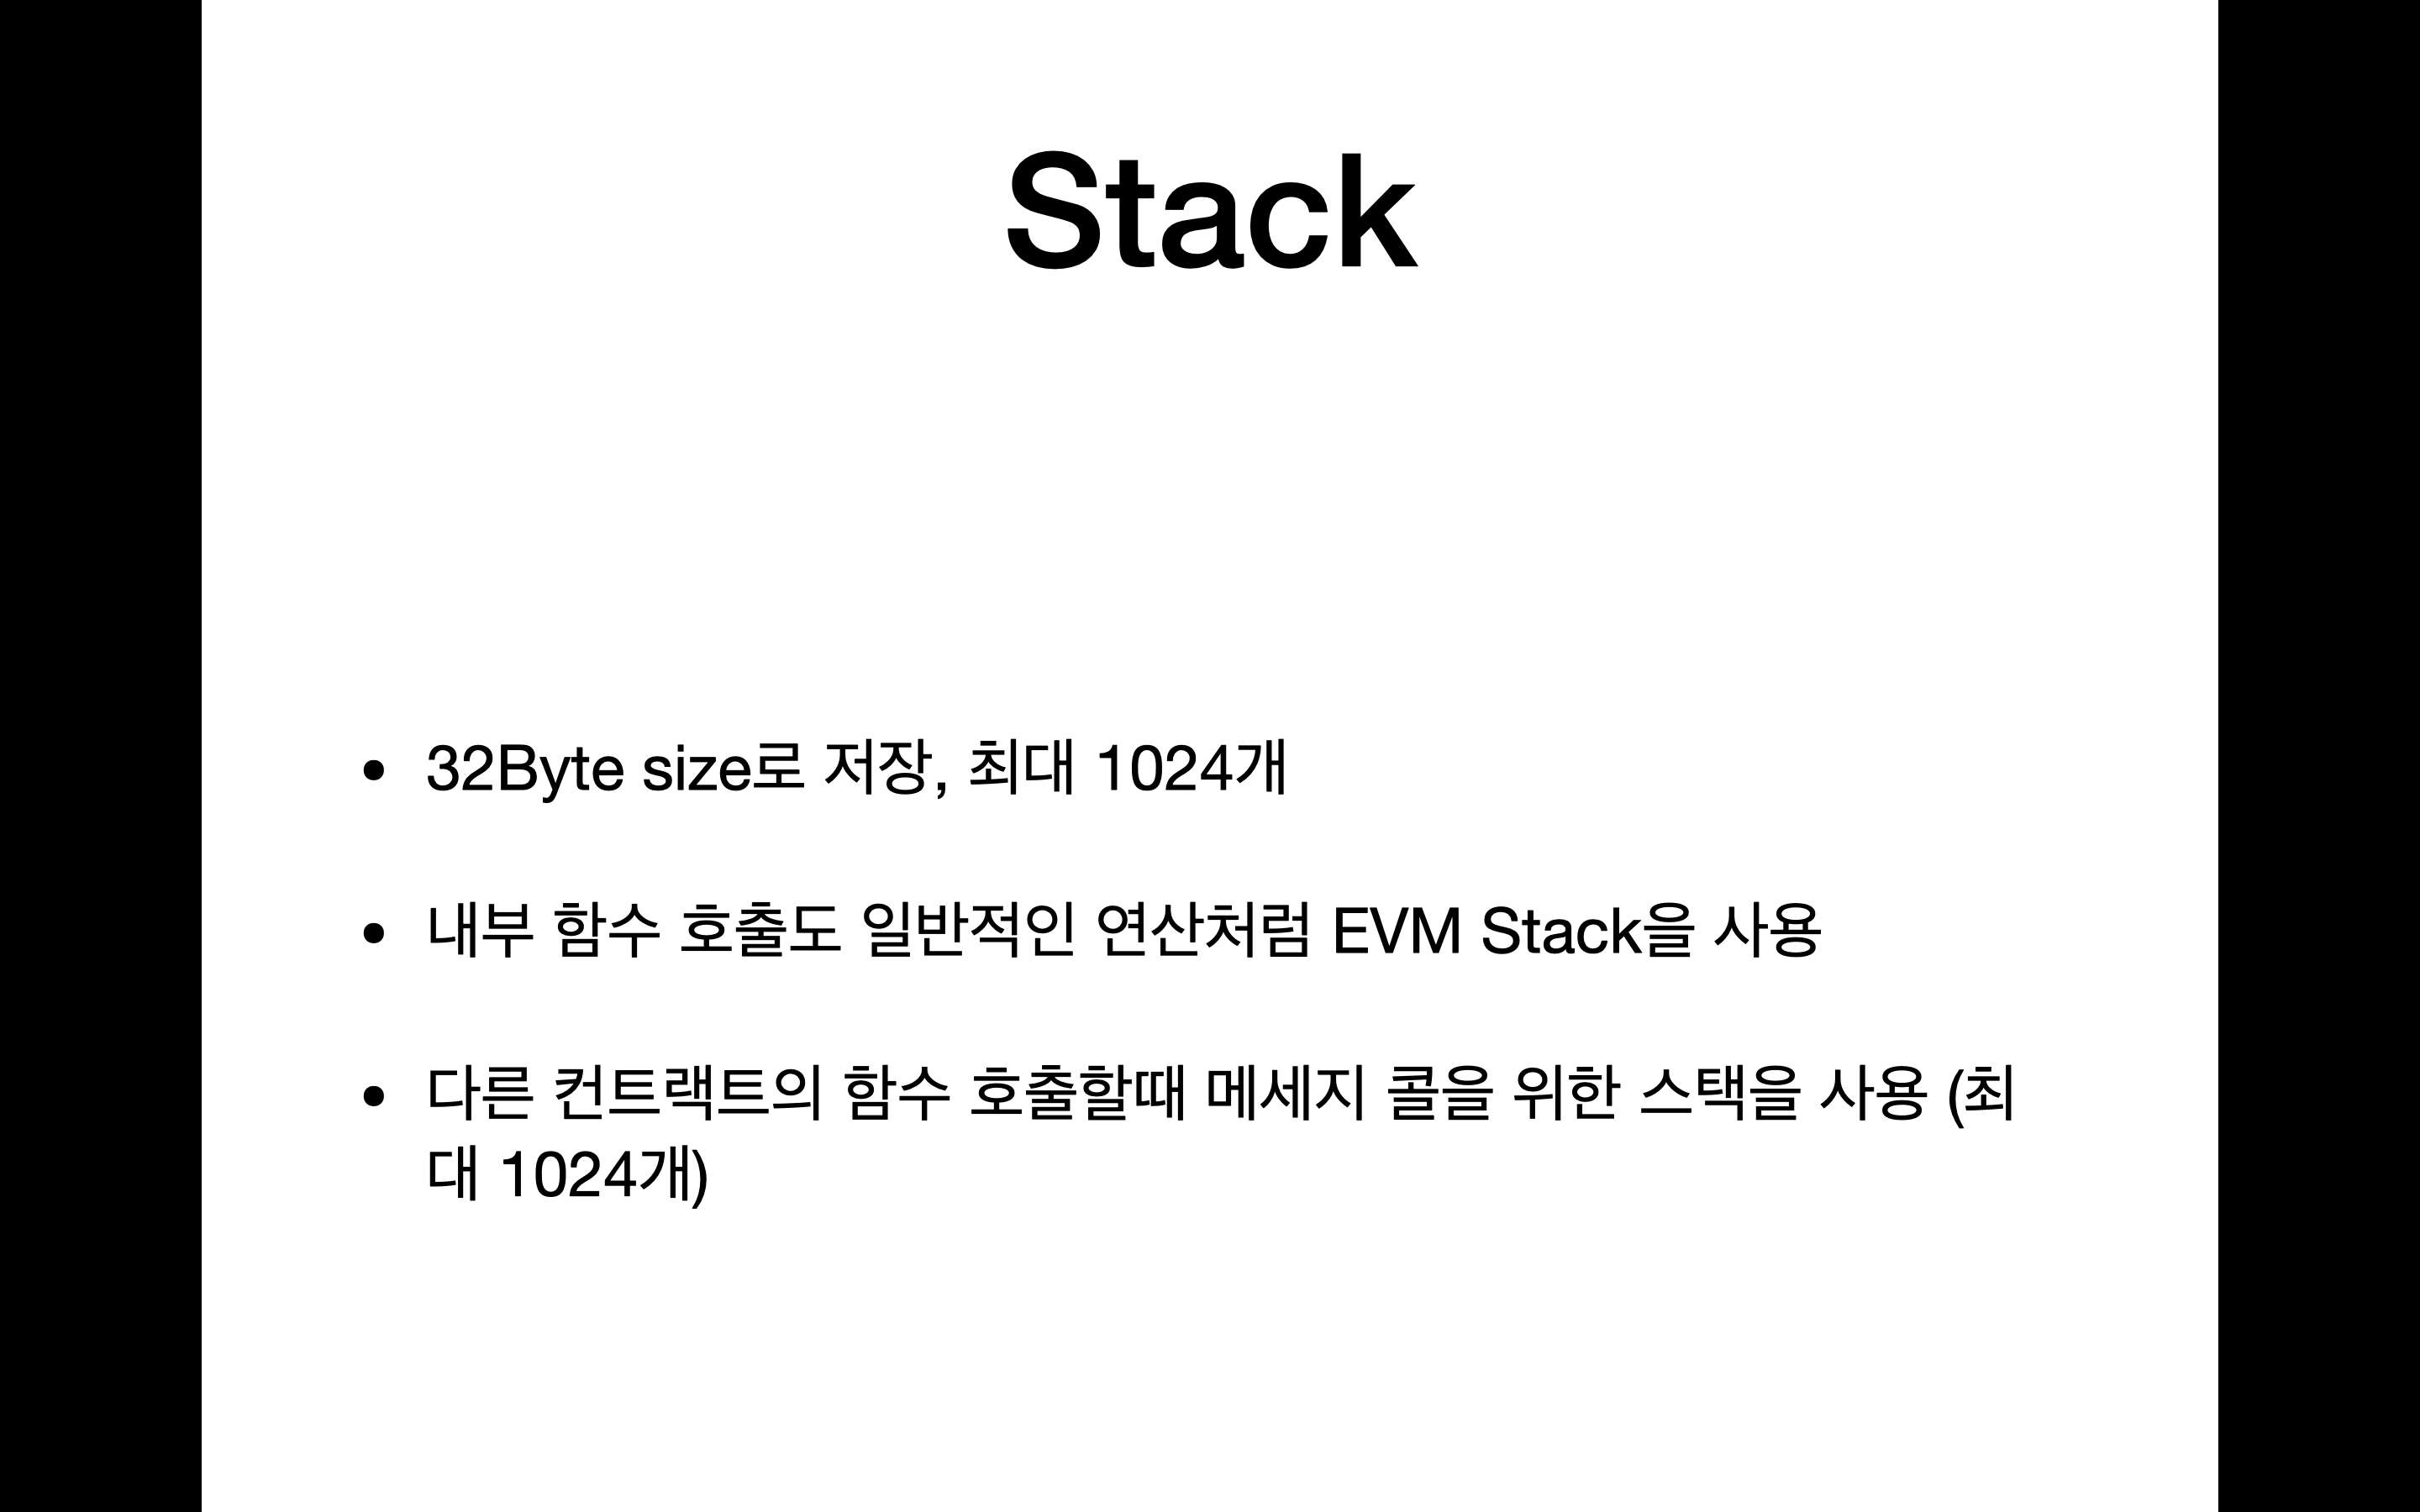 Stack
• 32Byte size로 저장, 최대 1024개
• 내부 함수 호출도 일반적인 연산처럼 EVM Stack을 사용
• 다른 컨트랙트의 함수 호출할때 메세지 콜을 위한 스택을 사용 (최
대 1024개)